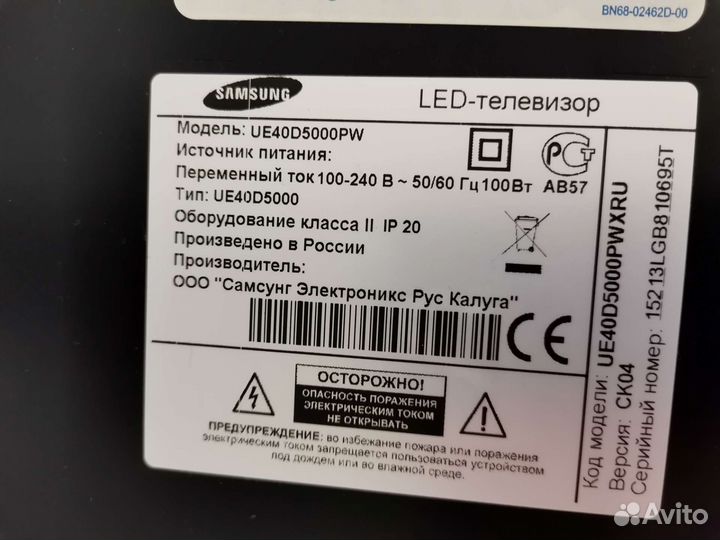 BN68-02462D-00
SAMSUNG
LED-телевизор
Модель: UE40D5000PW
Источник питания:
Переменный ток 100-240 В ~ 50/60 Гц 100Вт
АВ57
Тип: UE40D5000
Оборудование класса II IP 20
Произведено в России
Производитель:
ООО "Самсунг Электроникс Рус Калуга"
CE
ОСТОРОЖНО!
ОПАСНОСТЬ ПОРАЖЕНИЯ
ЭЛЕКТРИЧЕСКИМ ТОКОМ
НЕ ОТКРЫВАТЬ
ПРЕДУПРЕЖДЕНИЕ: во избежание пожара или поражения
электрическим током запрещается пользоваться устройством
под дождем или во влажной среде.
Код модели: UE40D5000PWXRU
Версия: CK04
Серийный номер: 15213LGB810695T
Avito